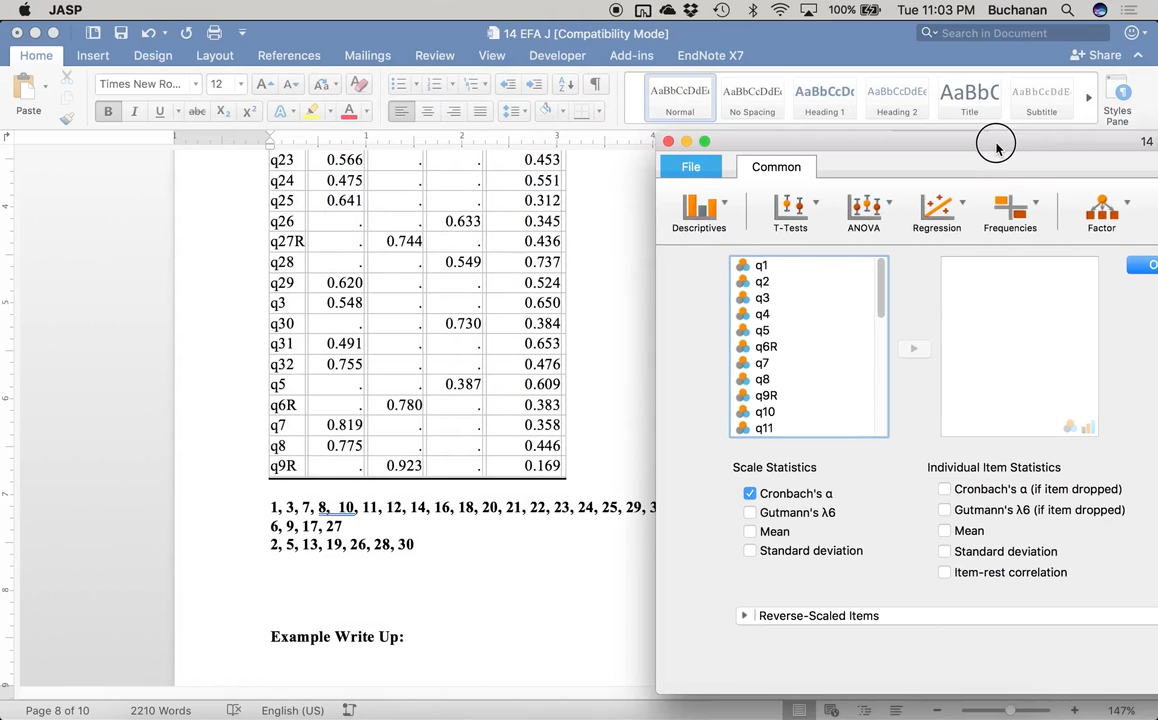 JASP 100% Tue 11:03 PM Buchanan
14 EFA J [Compatibility Mode] Search in Document
Home Insert Design Layout References Mailings Review View Developer Add-ins EndNote X7 Share
Paste Times New Ro... 12 Aa
B I U abc X2 X2 A A
AaBbCcDdEe AaBbCcDdEe AaBbCcDc AaBbCcDdEe AaBbC AaBbCcDdE
Normal No Spacing Heading 1 Heading 2 Title Subtitle Styles Pane
1 1 2 3 4
q23 0.566 . . 0.453
q24 0.475 . . 0.551
q25 0.641 . . 0.312
q26 . . 0.633 0.345
q27R . 0.744 . 0.436
q28 . . 0.549 0.737
q29 0.620 . . 0.524
q3 0.548 . . 0.650
q30 . . 0.730 0.384
q31 0.491 . . 0.653
q32 0.755 . . 0.476
q5 . . 0.387 0.609
q6R . 0.780 . 0.383
q7 0.819 . . 0.358
q8 0.775 . . 0.446
q9R . 0.923 . 0.169
1, 3, 7, 8, 10, 11, 12, 14, 16, 18, 20, 21, 22, 23, 24, 25, 29, 3
6, 9, 17, 27
2, 5, 13, 19, 26, 28, 30
Example Write Up:
14
File Common
Descriptives T-Tests ANOVA Regression Frequencies Factor
q1
q2
q3
q4
q5
q6R
q7
q8
q9R
q10
q11
O
Scale Statistics
Cronbach's α
Gutmann's λ6
Mean
Standard deviation
Individual Item Statistics
Cronbach's α (if item dropped)
Gutmann's λ6 (if item dropped)
Mean
Standard deviation
Item-rest correlation
Reverse-Scaled Items
Page 8 of 10 2210 Words English (US) 147%